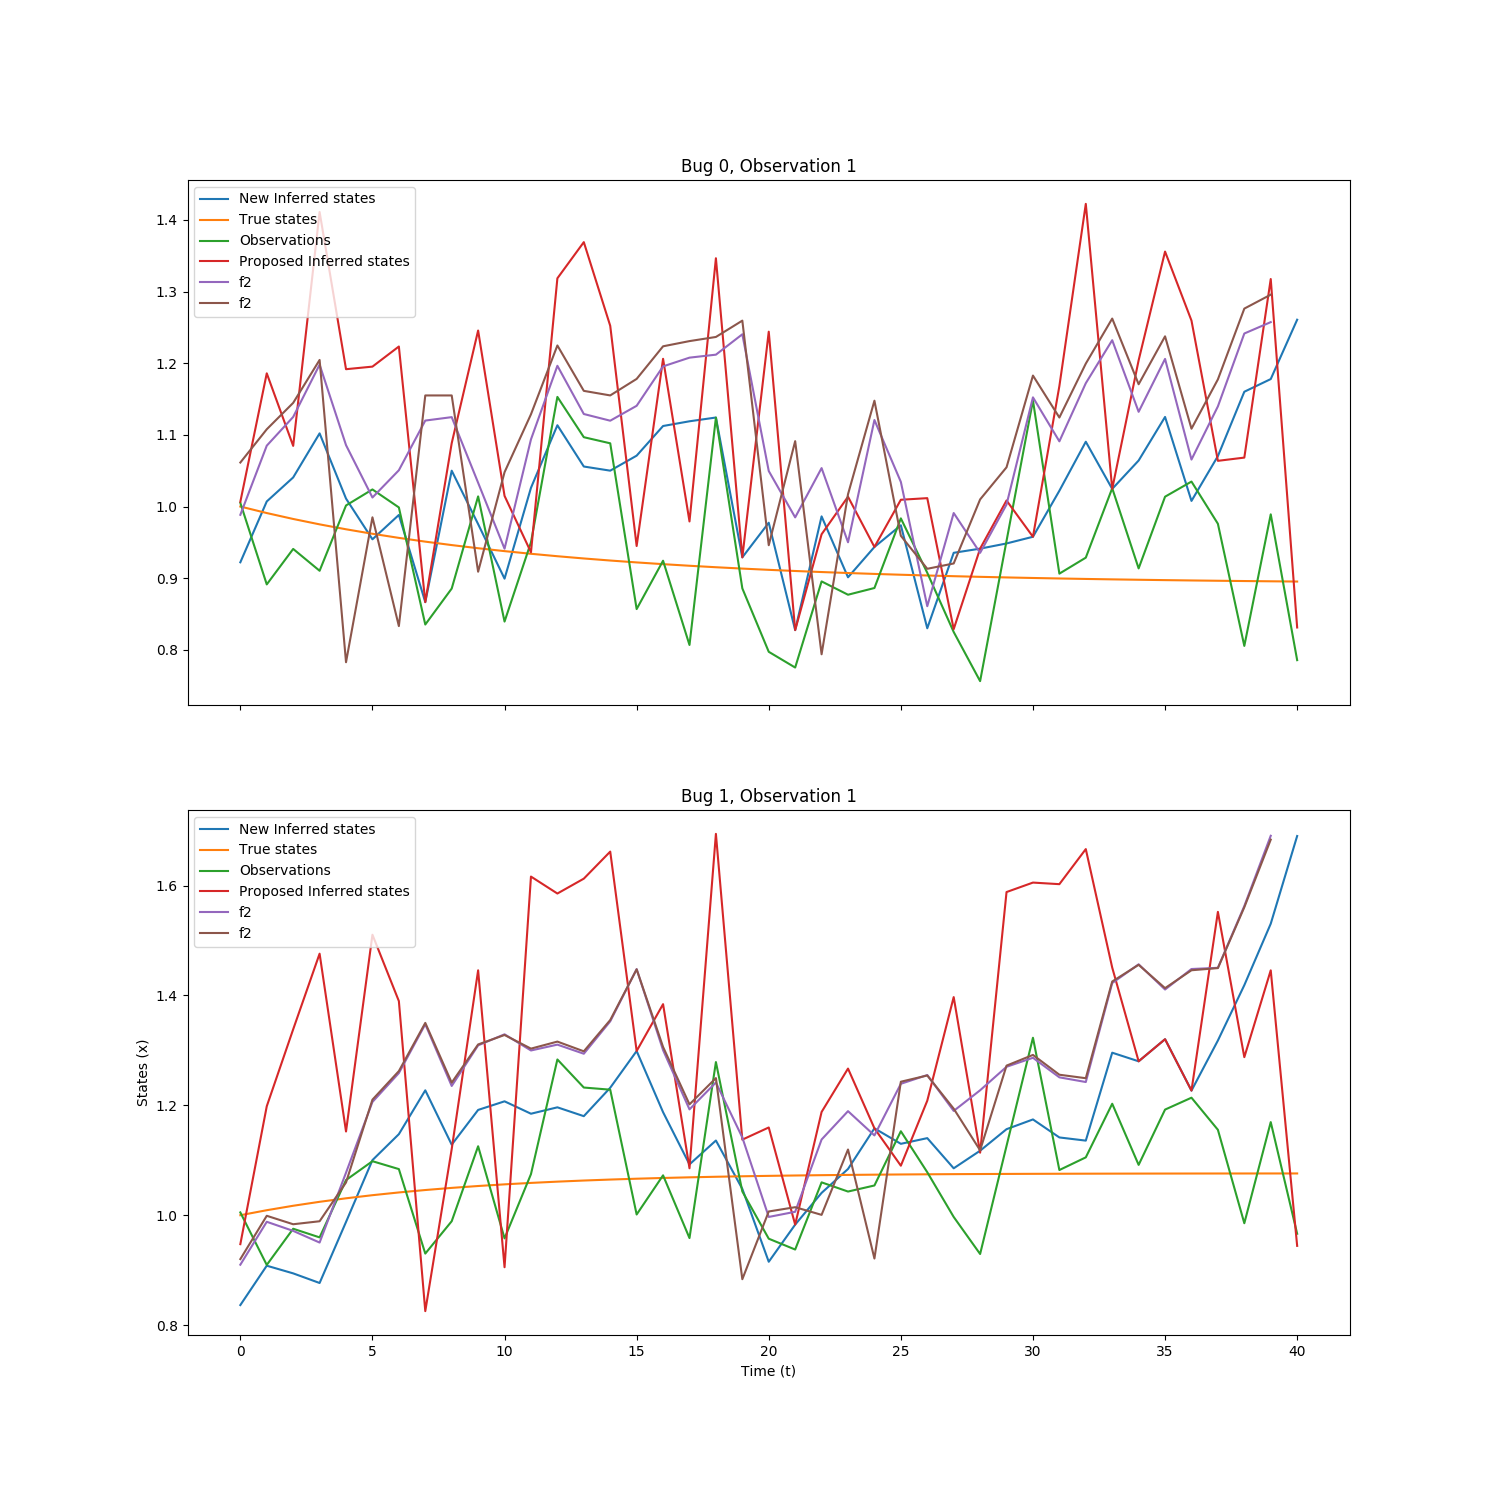 Bug 0, Observation 1
New Inferred states
True states
Observations
Proposed Inferred states
f2
f2
1.4
1.3
1.2
1.1
1.0
0.9
0.8
Bug 1, Observation 1
New Inferred states
True states
Observations
Proposed Inferred states
f2
f2
1.6
1.4
1.2
1.0
0.8
States (x)
0 5 10 15 20 25 30 35 40
Time (t)